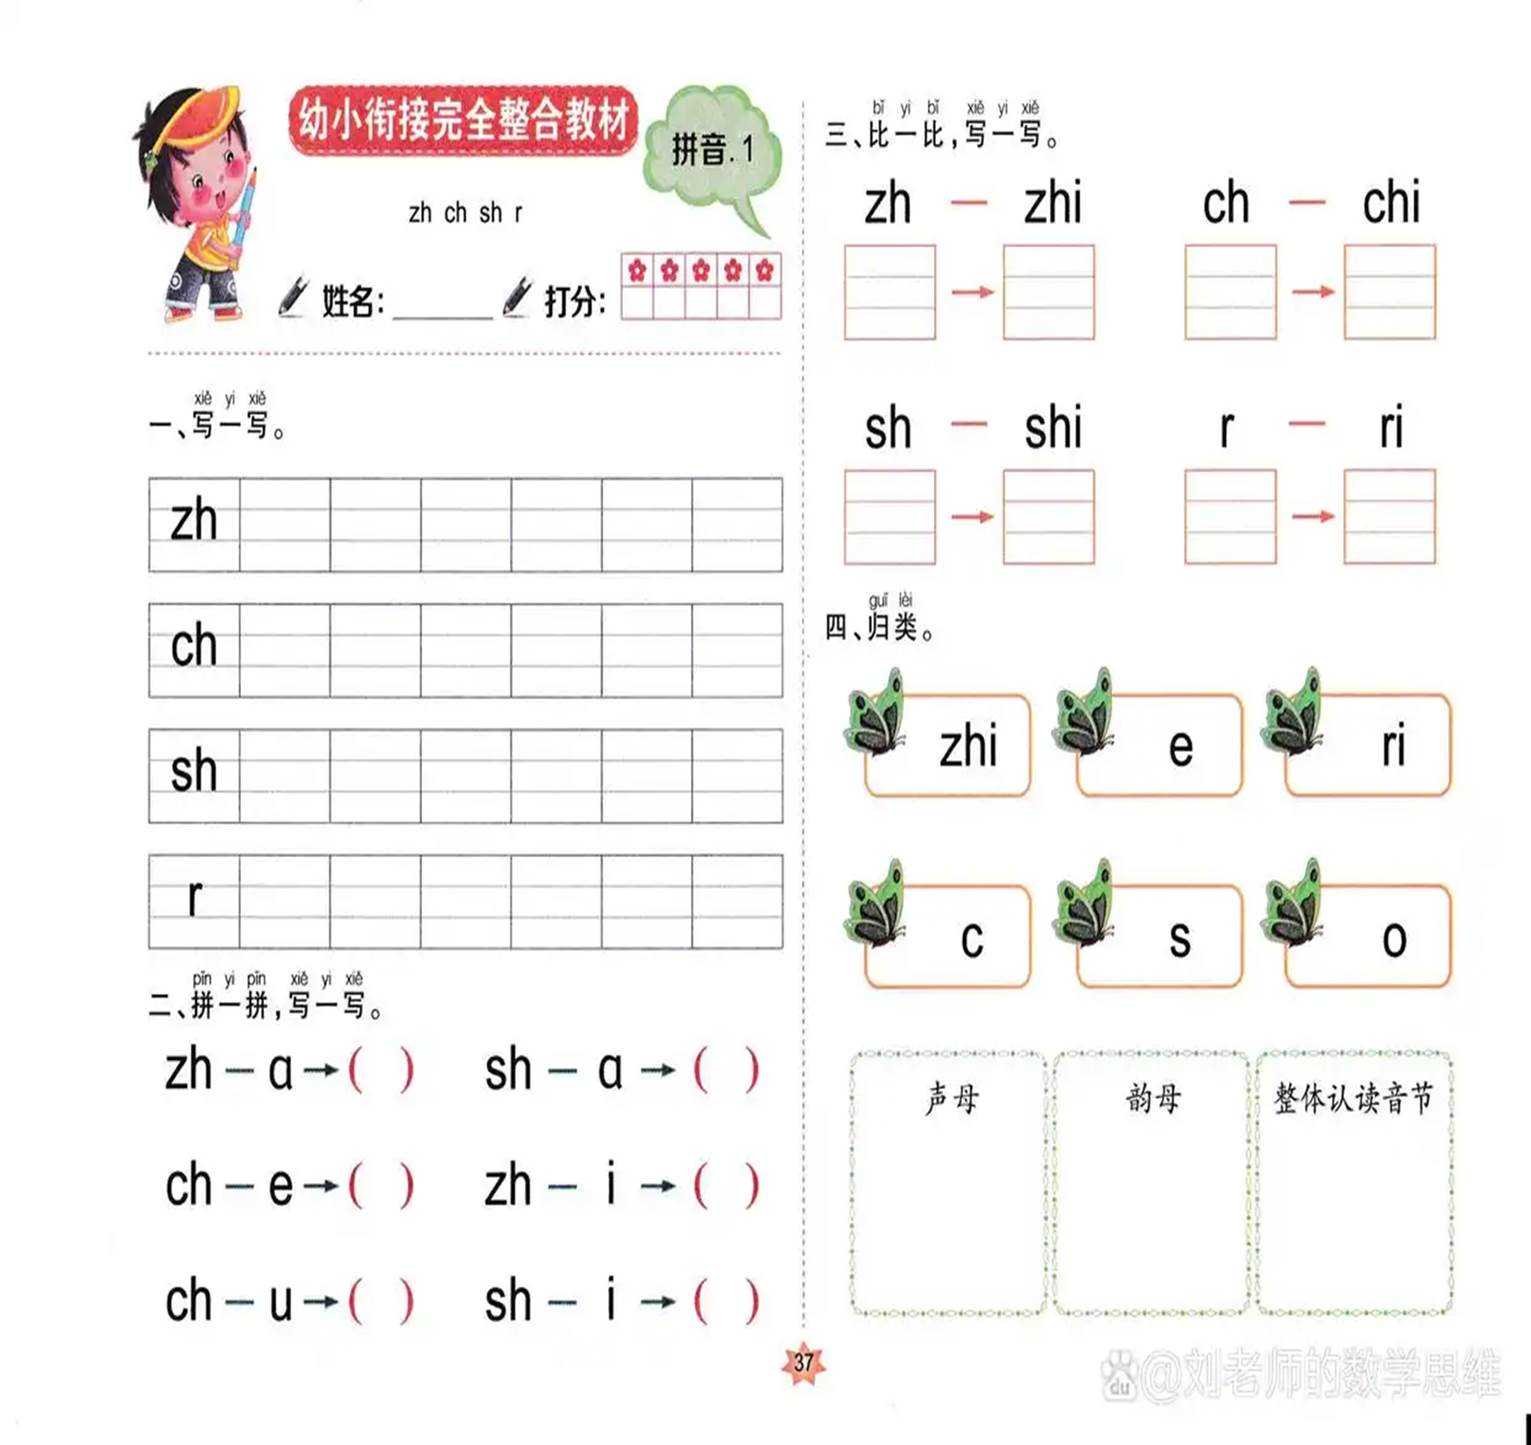 幼小衔接完全整合教材
拼音.1
zh ch sh r
姓名：
打分：
xiě yi xiě
一、写一写。
zh
ch
sh
r
pīn yi pīn xiě yi xiě
二、拼一拼，写一写。
zh — ɑ → ( ) sh — ɑ → ( )
ch — e → ( ) zh — i → ( )
ch — u → ( ) sh — i → ( )
bǐ yi bǐ xiě yi xiě
三、比一比，写一写。
zh — zhi ch — chi
→ →
sh — shi r — ri
→ →
guī lèi
四、归类。
zhi e ri
c s o
声母 韵母 整体认读音节
37
du @刘老师的数学思维